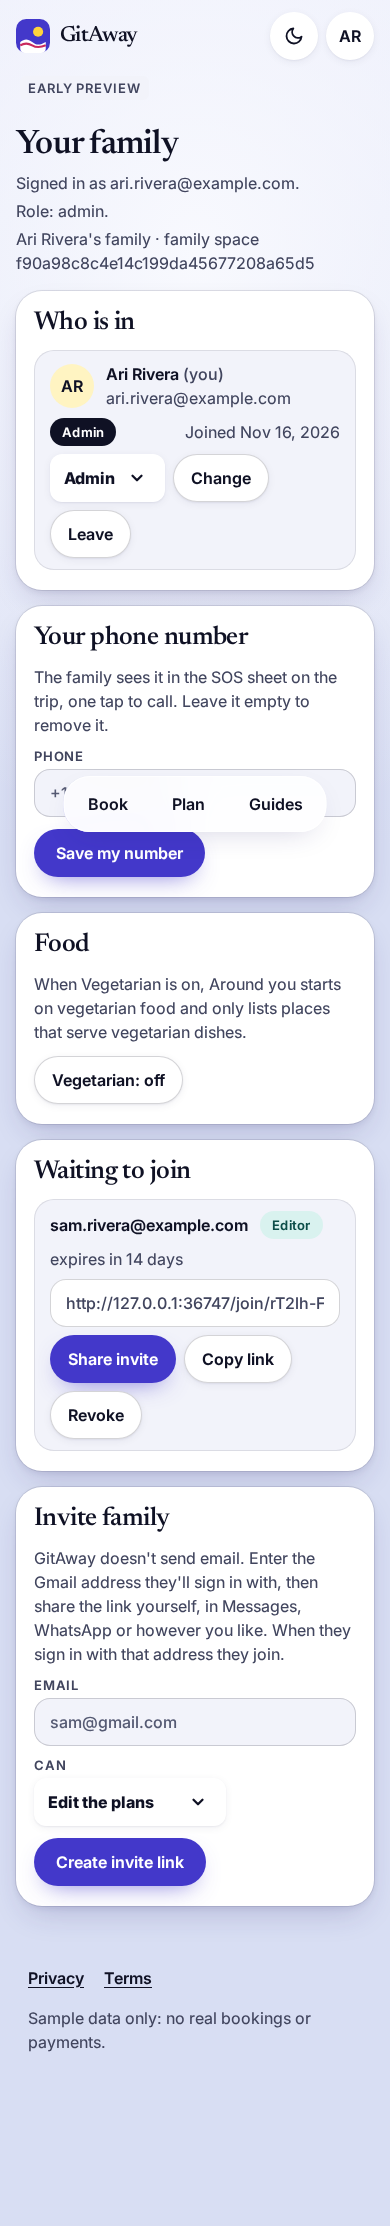 GitAway
AR
EARLY PREVIEW
Your family
Signed in as ari.rivera@example.com.
Role: admin.
Ari Rivera's family · family space
f90a98c8c4e14c199da45677208a65d5
Who is in
AR
Ari Rivera (you)
ari.rivera@example.com
Admin
Joined Nov 16, 2026
Admin
Change
Leave
Your phone number
The family sees it in the SOS sheet on the
trip, one tap to call. Leave it empty to
remove it.
PHONE
Book
Plan
Guides
Save my number
Food
When Vegetarian is on, Around you starts
on vegetarian food and only lists places
that serve vegetarian dishes.
Vegetarian: off
Waiting to join
sam.rivera@example.com
Editor
expires in 14 days
http://127.0.0.1:36747/join/rT2lh-F
Share invite
Copy link
Revoke
Invite family
GitAway doesn't send email. Enter the
Gmail address they'll sign in with, then
share the link yourself, in Messages,
WhatsApp or however you like. When they
sign in with that address they join.
EMAIL
sam@gmail.com
CAN
Edit the plans
Create invite link
Privacy
Terms
Sample data only: no real bookings or
payments.